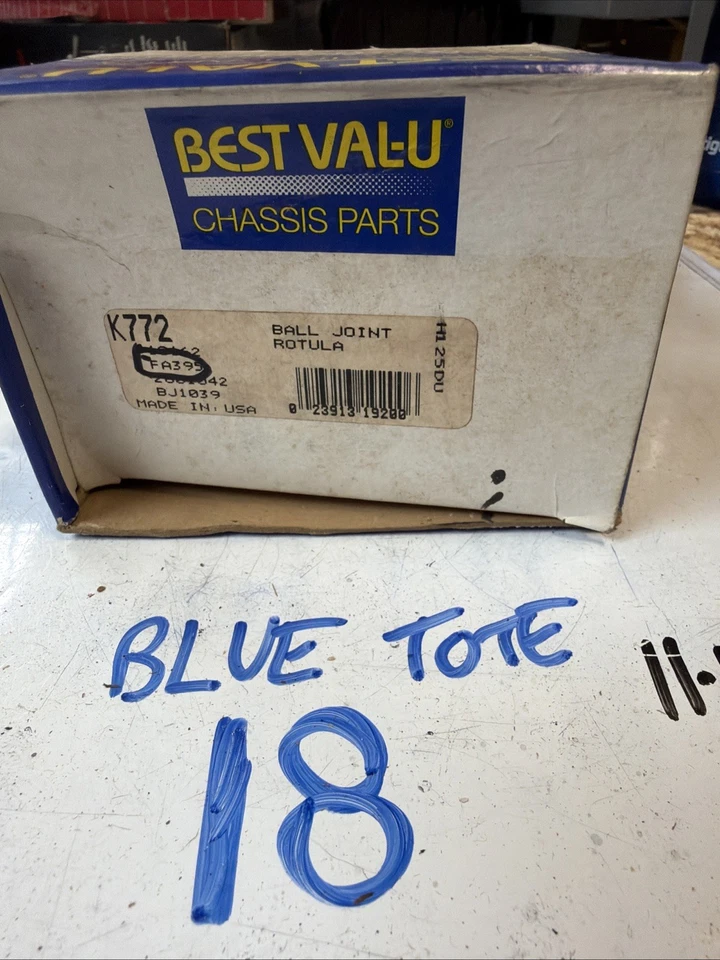 BEST VAL-U®
CHASSIS PARTS
K772
BALL JOINT
ROTULA
H125DU
FA395
BJ1039
MADE IN USA
0 23913 19200
BLUE TOTE
18